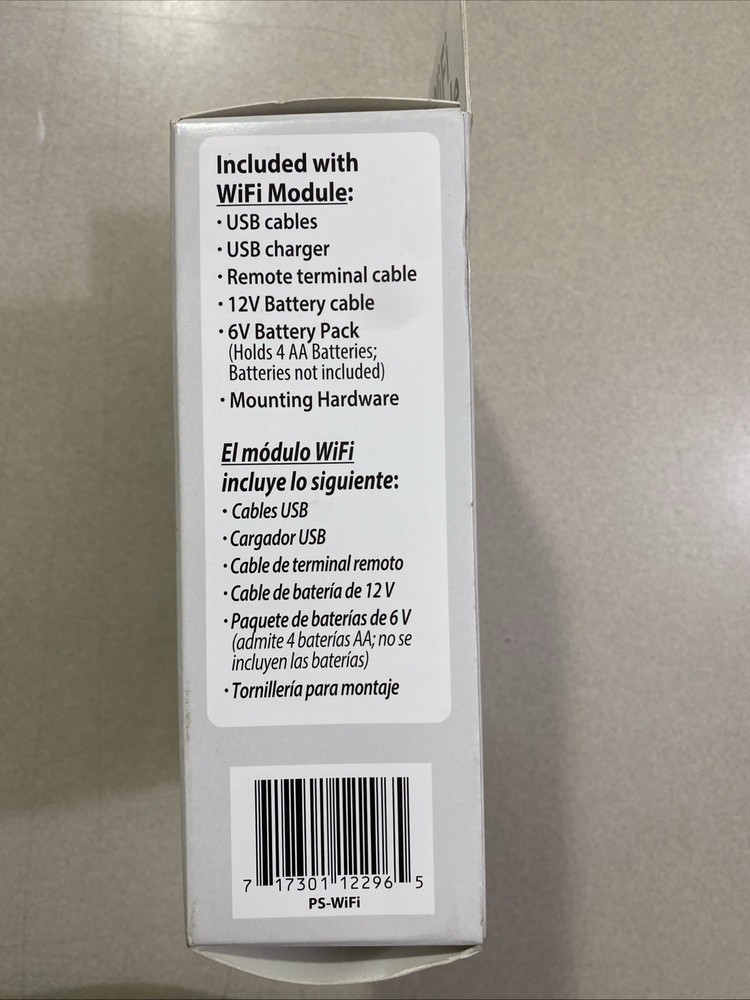 Included with
WiFi Module:
· USB cables
· USB charger
· Remote terminal cable
· 12V Battery cable
· 6V Battery Pack
(Holds 4 AA Batteries;
Batteries not included)
· Mounting Hardware
El módulo WiFi
incluye lo siguiente:
· Cables USB
· Cargador USB
· Cable de terminal remoto
· Cable de batería de 12 V
· Paquete de baterías de 6 V
(admite 4 baterías AA; no se
incluyen las baterías)
· Tornillería para montaje
7 17301 12296 5
PS-WiFi